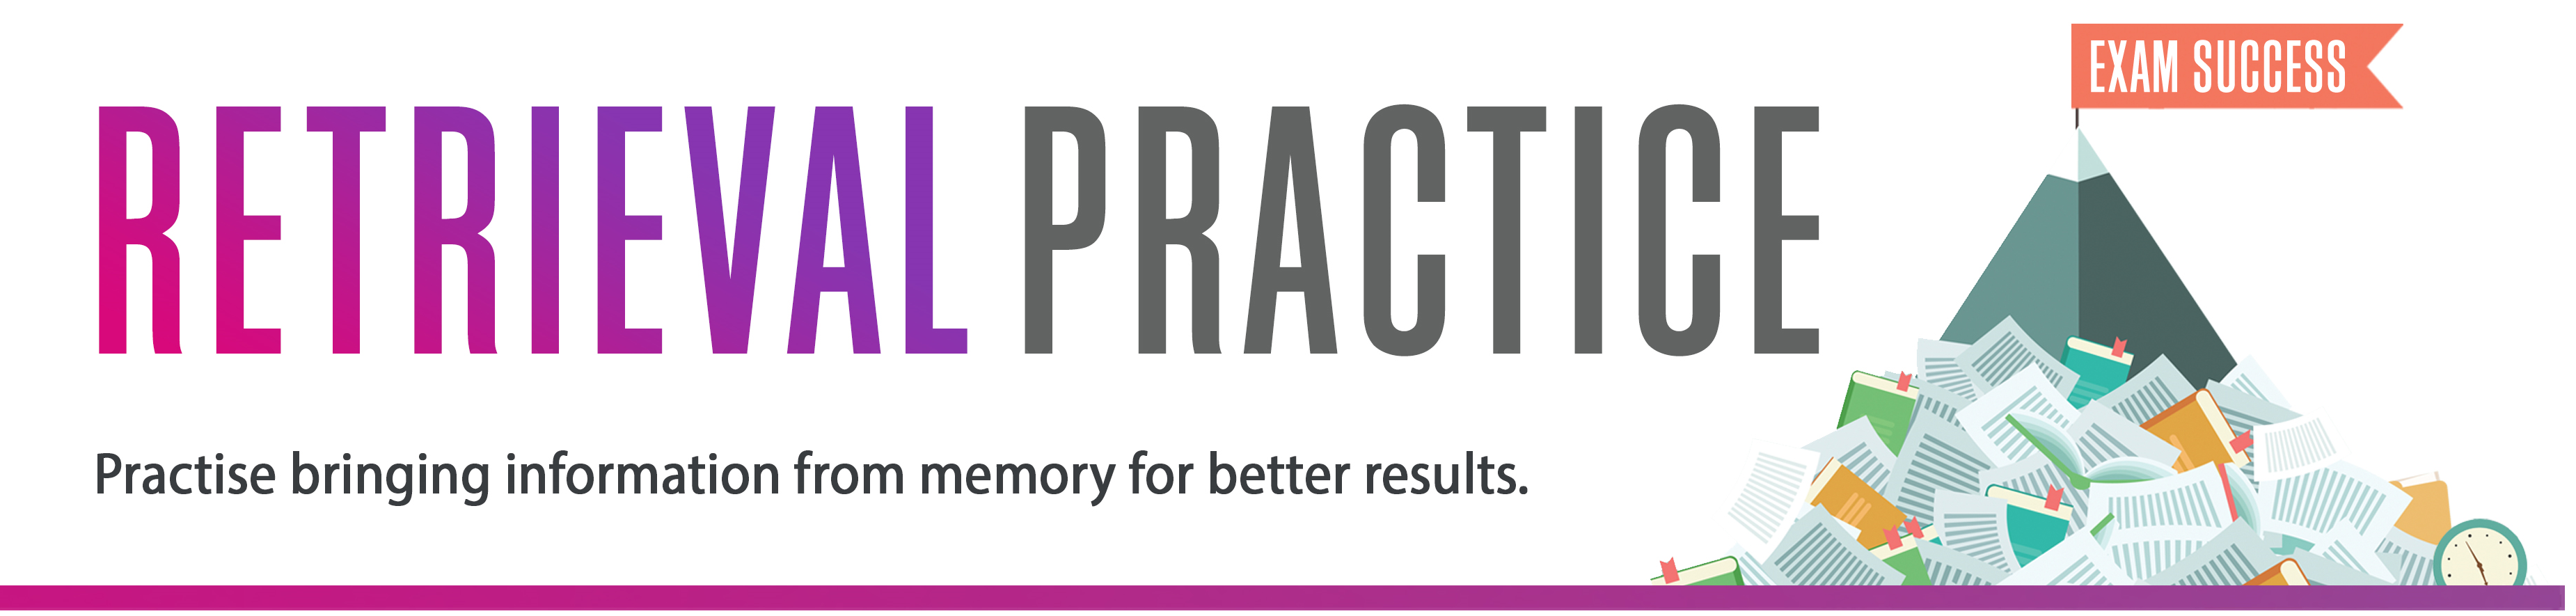 EXAM SUCCESS
RETRIEVAL PRACTICE
Practise bringing information from memory for better results.